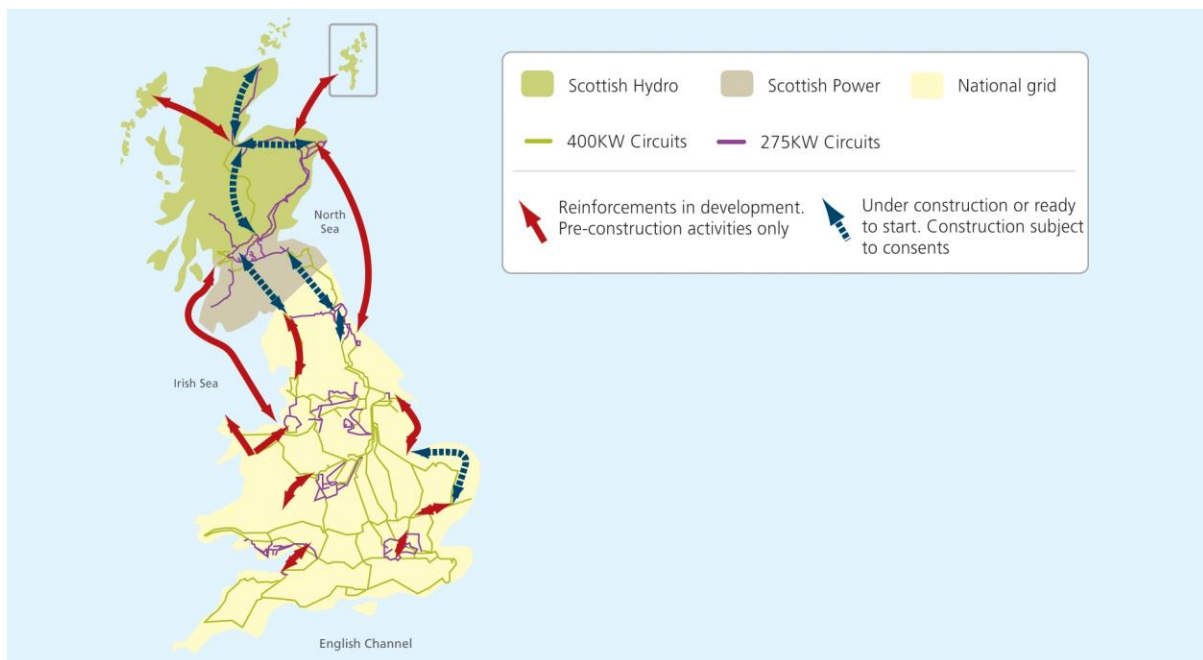 Scottish Hydro
Scottish Power
National grid
400KW Circuits
275KW Circuits
Reinforcements in development.
Pre-construction activities only
Under construction or ready
to start. Construction subject
to consents
North
Sea
Irish Sea
English Channel